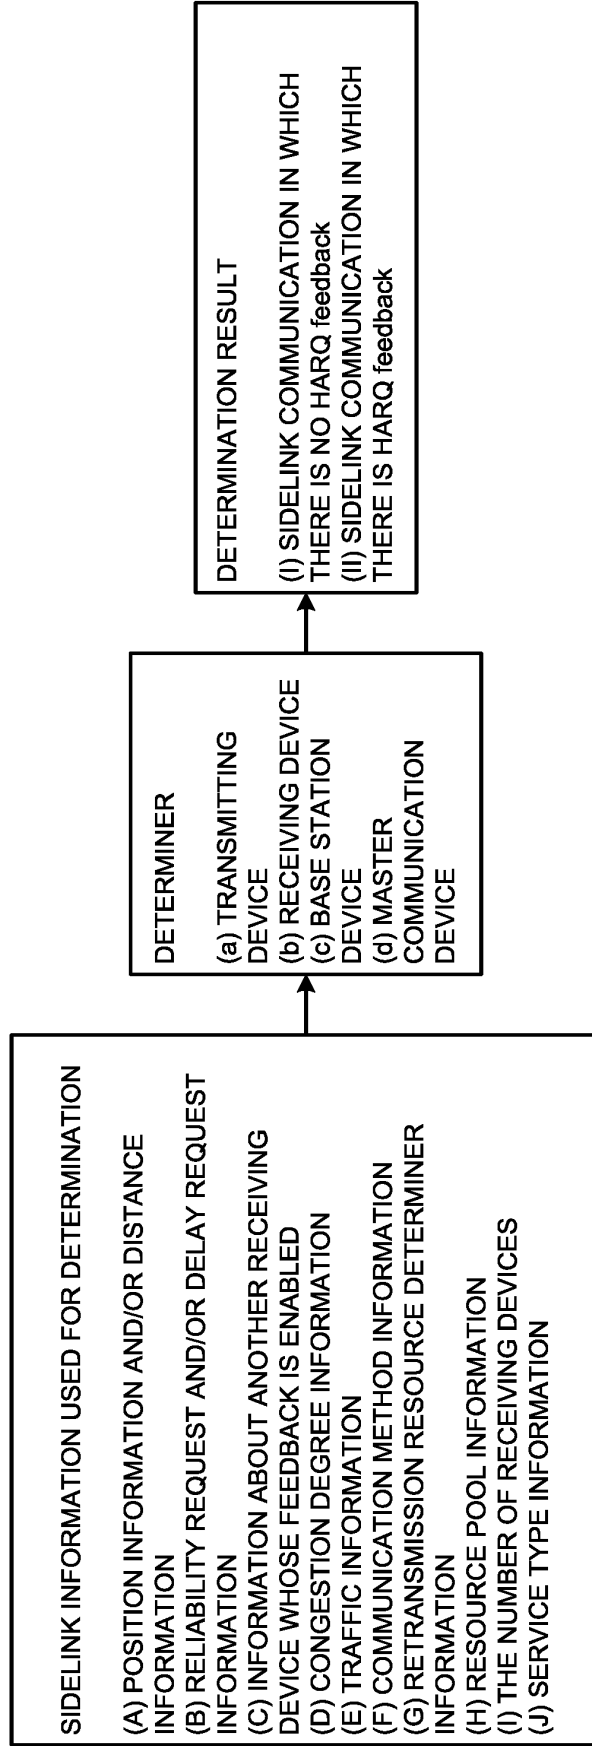 SIDELINK INFORMATION USED FOR DETERMINATION
(A) POSITION INFORMATION AND/OR DISTANCE
INFORMATION
(B) RELIABILITY REQUEST AND/OR DELAY REQUEST
INFORMATION
(C) INFORMATION ABOUT ANOTHER RECEIVING
DEVICE WHOSE FEEDBACK IS ENABLED
(D) CONGESTION DEGREE INFORMATION
(E) TRAFFIC INFORMATION
(F) COMMUNICATION METHOD INFORMATION
(G) RETRANSMISSION RESOURCE DETERMINER
INFORMATION
(H) RESOURCE POOL INFORMATION
(I) THE NUMBER OF RECEIVING DEVICES
(J) SERVICE TYPE INFORMATION
DETERMINER
(a) TRANSMITTING
DEVICE
(b) RECEIVING DEVICE
(c) BASE STATION
DEVICE
(d) MASTER
COMMUNICATION
DEVICE
DETERMINATION RESULT
(I) SIDELINK COMMUNICATION IN WHICH
THERE IS NO HARQ feedback
(II) SIDELINK COMMUNICATION IN WHICH
THERE IS HARQ feedback